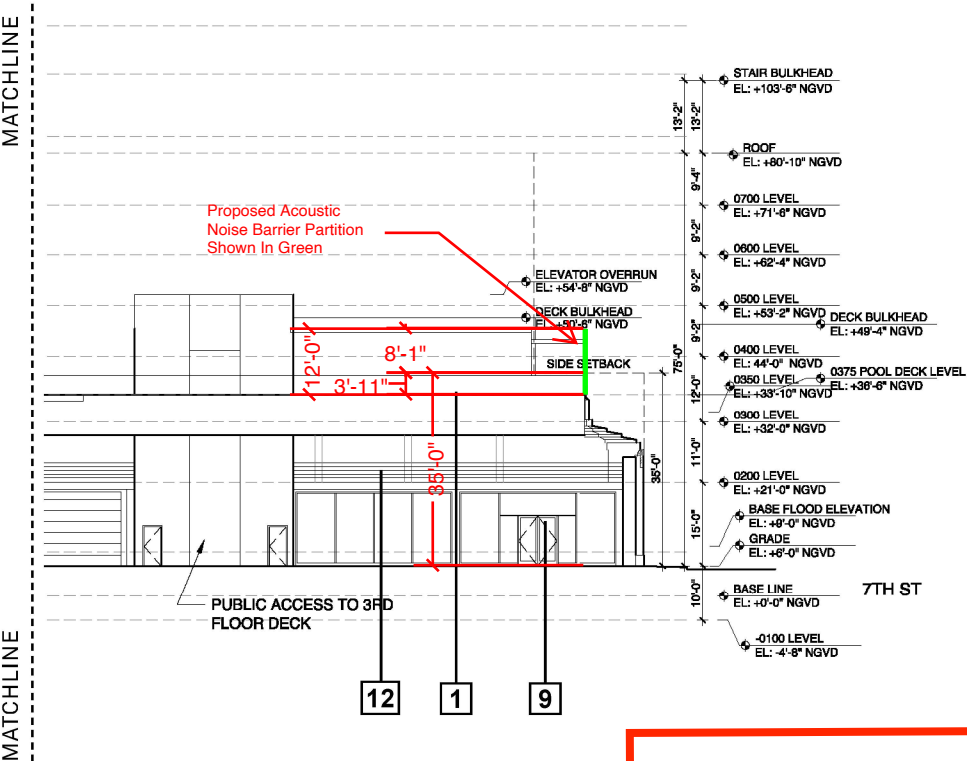 MATCHLINE
MATCHLINE
STAIR BULKHEAD
EL: +103'-6" NGVD
13'-2"
13'-2"
ROOF
EL: +80'-10" NGVD
9'-4"
0700 LEVEL
EL: +71'-6" NGVD
9'-2"
Proposed Acoustic
Noise Barrier Partition
Shown In Green
0600 LEVEL
EL: +62'-4" NGVD
9'-2"
ELEVATOR OVERRUN
EL: +54'-8" NGVD
0500 LEVEL
EL: +53'-2" NGVD
DECK BULKHEAD
EL: +50'-8" NGVD
DECK BULKHEAD
EL: +49'-4" NGVD
9'-2"
75'-0"
12'-0"
8'-1"
3'-11"
35'-0"
SIDE SETBACK
0400 LEVEL
EL: 44'-0" NGVD
0375 POOL DECK LEVEL
EL: +36'-6" NGVD
0350 LEVEL
EL: +33'-10" NGVD
12'-0"
0300 LEVEL
EL: +32'-0" NGVD
11'-0"
35'-0"
0200 LEVEL
EL: +21'-0" NGVD
15'-0"
BASE FLOOD ELEVATION
EL: +9'-0" NGVD
GRADE
EL: +6'-0" NGVD
7TH ST
BASE LINE
EL: +0'-0" NGVD
10'-0"
PUBLIC ACCESS TO 3RD
FLOOR DECK
-0100 LEVEL
EL: -4'-8" NGVD
12
1
9